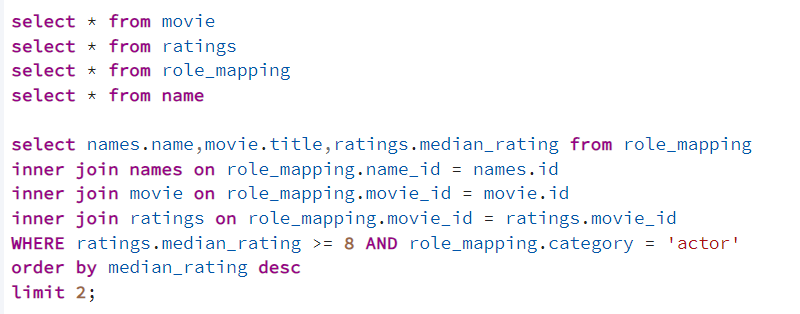 select * from movie
select * from ratings
select * from role_mapping
select * from name
select names.name,movie.title,ratings.median_rating from role_mapping
inner join names on role_mapping.name_id = names.id
inner join movie on role_mapping.movie_id = movie.id
inner join ratings on role_mapping.movie_id = ratings.movie_id
WHERE ratings.median_rating >= 8 AND role_mapping.category = 'actor'
order by median_rating desc
limit 2;